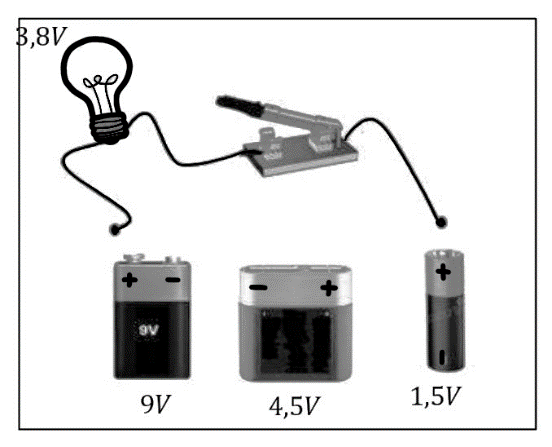 3,8V
+ −
9V
− +
+
−
9V
4,5V
1,5V